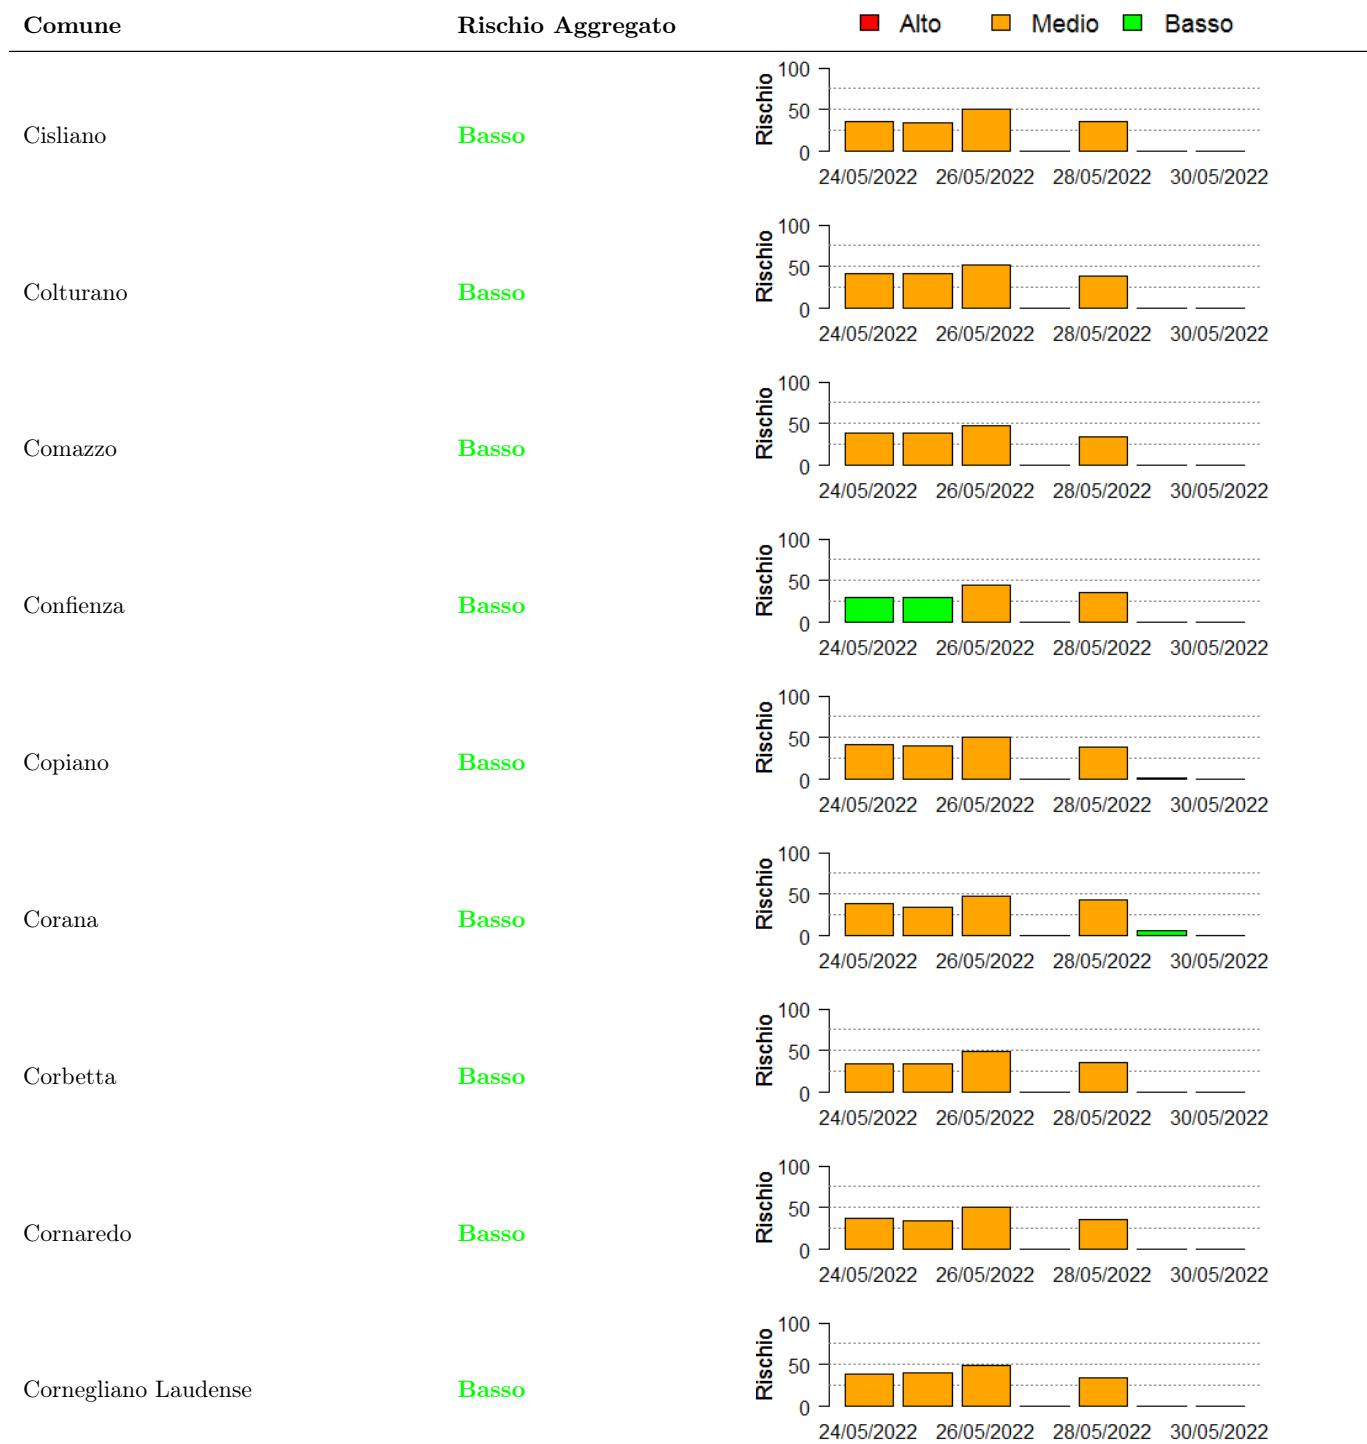 Comune Rischio Aggregato Alto Medio Basso
100
50
0
Rischio
Cisliano Basso
24/05/2022 26/05/2022 28/05/2022 30/05/2022
100
50
0
Rischio
Colturano Basso
24/05/2022 26/05/2022 28/05/2022 30/05/2022
100
50
0
Rischio
Comazzo Basso
24/05/2022 26/05/2022 28/05/2022 30/05/2022
100
50
0
Rischio
Confienza Basso
24/05/2022 26/05/2022 28/05/2022 30/05/2022
100
50
0
Rischio
Copiano Basso
24/05/2022 26/05/2022 28/05/2022 30/05/2022
100
50
0
Rischio
Corana Basso
24/05/2022 26/05/2022 28/05/2022 30/05/2022
100
50
0
Rischio
Corbetta Basso
24/05/2022 26/05/2022 28/05/2022 30/05/2022
100
50
0
Rischio
Cornaredo Basso
24/05/2022 26/05/2022 28/05/2022 30/05/2022
100
50
0
Rischio
Cornegliano Laudense Basso
24/05/2022 26/05/2022 28/05/2022 30/05/2022